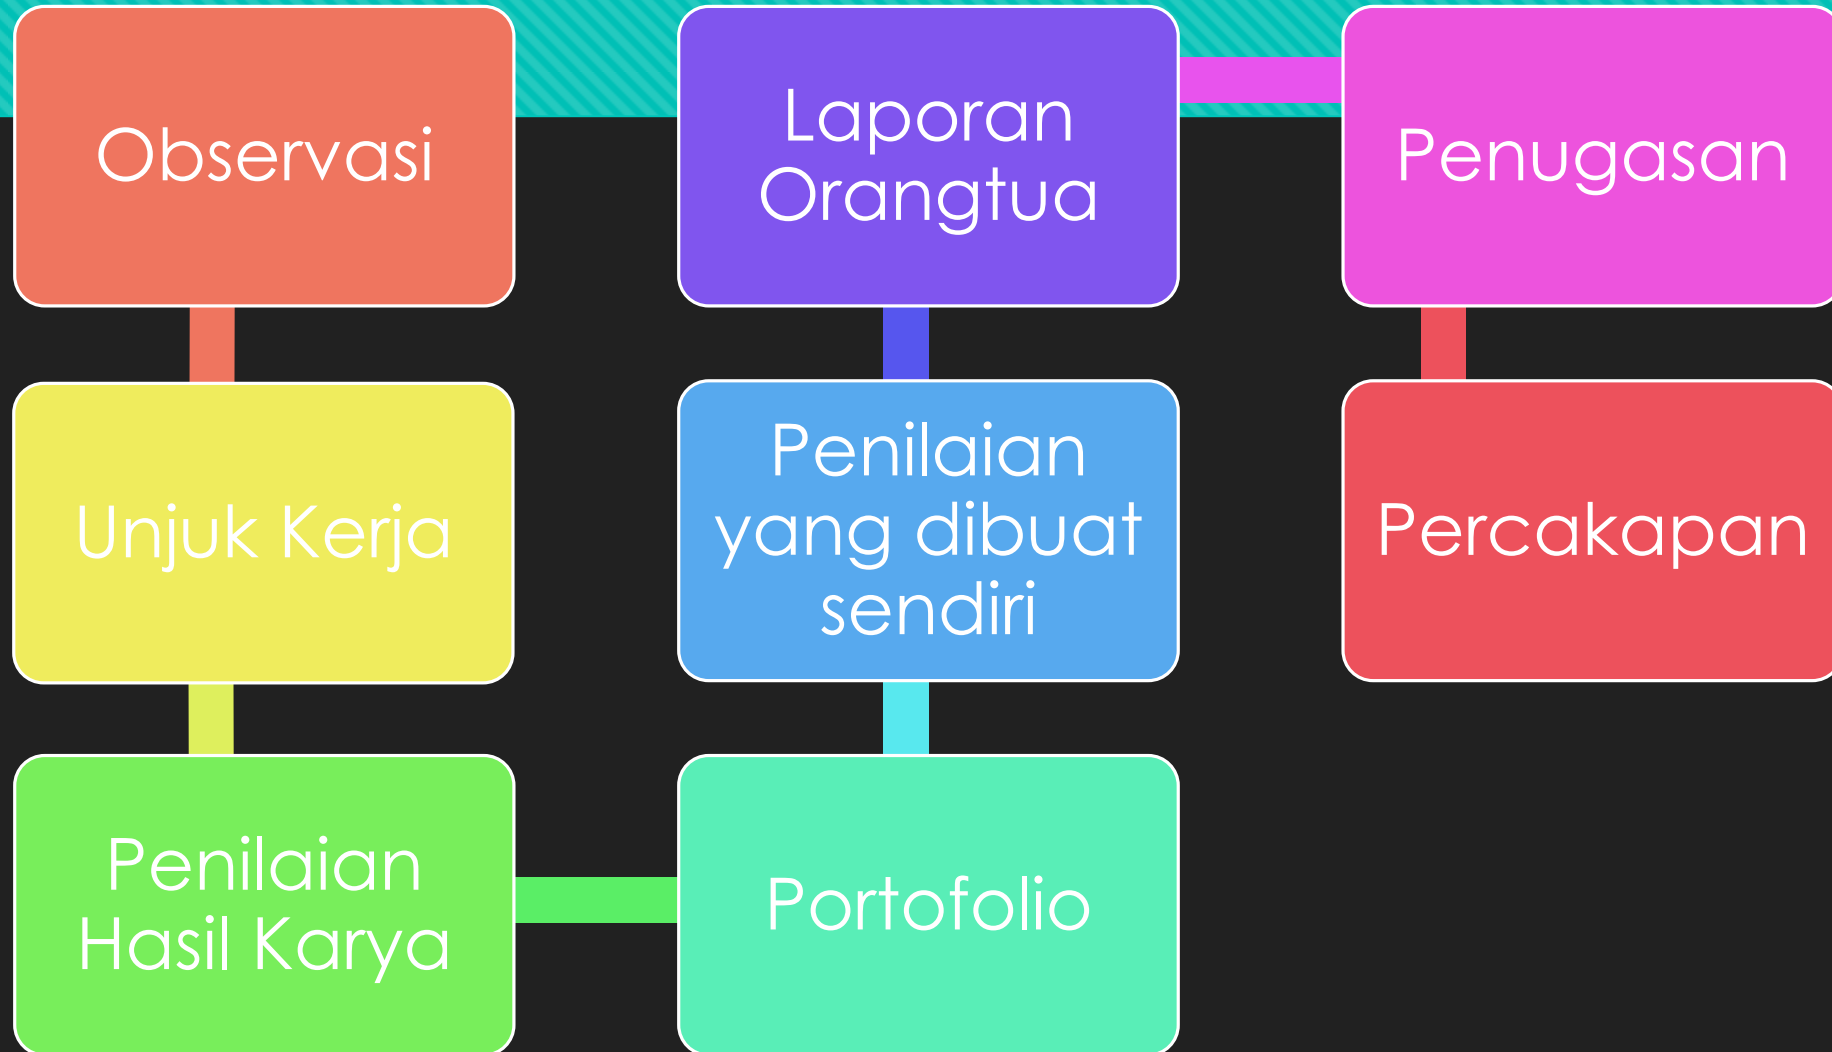 Observasi
Unjuk Kerja
Penilaian
Hasil Karya
Portofolio
Penilaian
yang dibuat
sendiri
Laporan
Orangtua
Penugasan
Percakapan